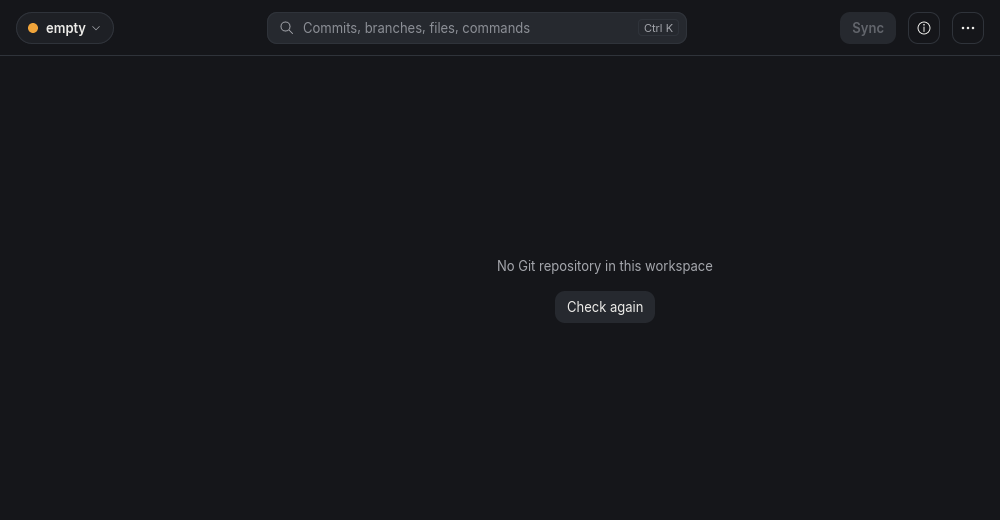 empty
Commits, branches, files, commands
Ctrl K
Sync
No Git repository in this workspace
Check again